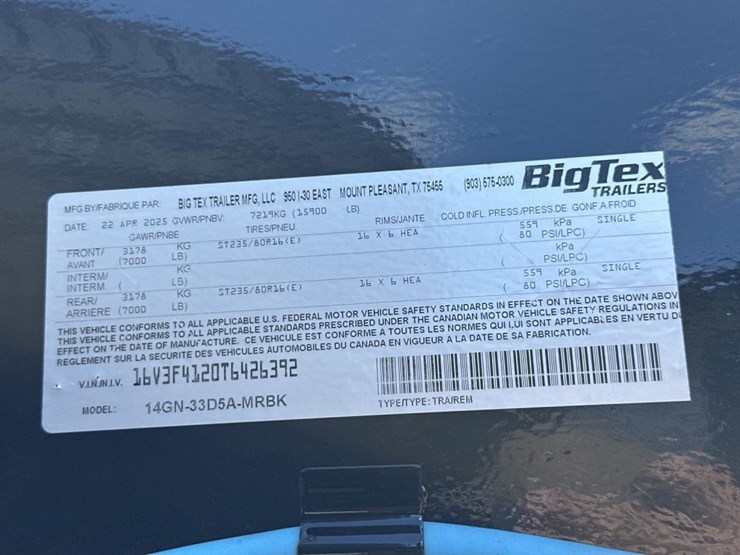 BigTex
TRAILERS
MFG BY/FABRIQUE PAR: BIG TEX TRAILER MFG, LLC 950 I-30 EAST MOUNT PLEASANT, TX 75455 (903) 575-0300
DATE: 22 APR 2025 GVWR/PNBV: 7219KG (15900 LB)
GAWR/PNBE TIRES/PNEU RIMS/JANTE COLD INFL PRESS/PRESS DE GONF A FROID
FRONT/ 3178 KG ST235/80R16(E) 16 X 6 HEA 559 kPa SINGLE
AVANT (7000 LB) ( 80 PSI/LPC)
INTERM/ KG kPa
INTERM ( LB) ( PSI/LPC)
REAR/ 3178 KG ST235/80R16(E) 16 X 6 HEA 559 kPa SINGLE
ARRIERE (7000 LB) ( 80 PSI/LPC)
THIS VEHICLE CONFORMS TO ALL APPLICABLE U.S. FEDERAL MOTOR VEHICLE SAFETY STANDARDS IN EFFECT ON THE DATE SHOWN ABOV
THIS VEHICLE CONFORMS TO ALL APPLICABLE STANDARDS PRESCRIBED UNDER THE CANADIAN MOTOR VEHICLE SAFETY REGULATIONS IN
EFFECT ON THE DATE OF MANUFACTURE. CE VEHICULE EST CONFORME A TOUTES LES NORMES QUI LUI SONT APPLICABLES EN VERTU DU
REGLEMENT SUR LA SECURITE DES VEHICULES AUTOMOBILES DU CANADA EN VIGUEUR A LA DATE DE SA FABRICATION.
V.I.N./N.I.V. 16V3F4120T6426392
MODEL: 14GN-33D5A-MRBK TYPE/TYPE: TRA/REM